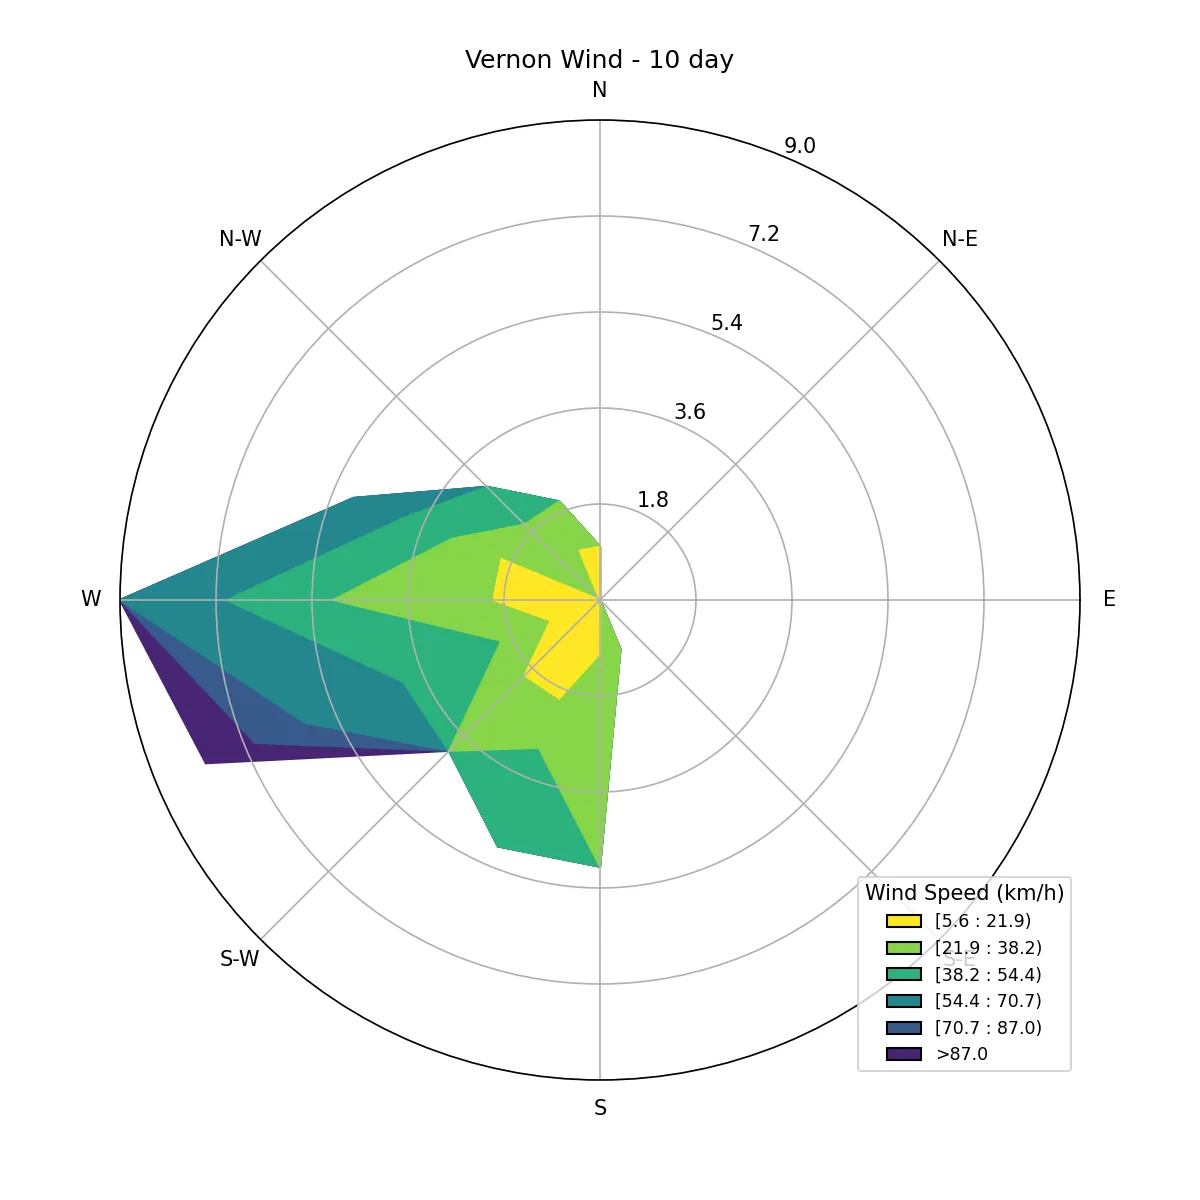 Vernon Wind - 10 day
N
9.0
N-W
7.2
N-E
5.4
3.6
1.8
W
E
Wind Speed (km/h)
[5.6 : 21.9)
[21.9 : 38.2)
S-W
S-E
[38.2 : 54.4)
[54.4 : 70.7)
[70.7 : 87.0)
>87.0
S